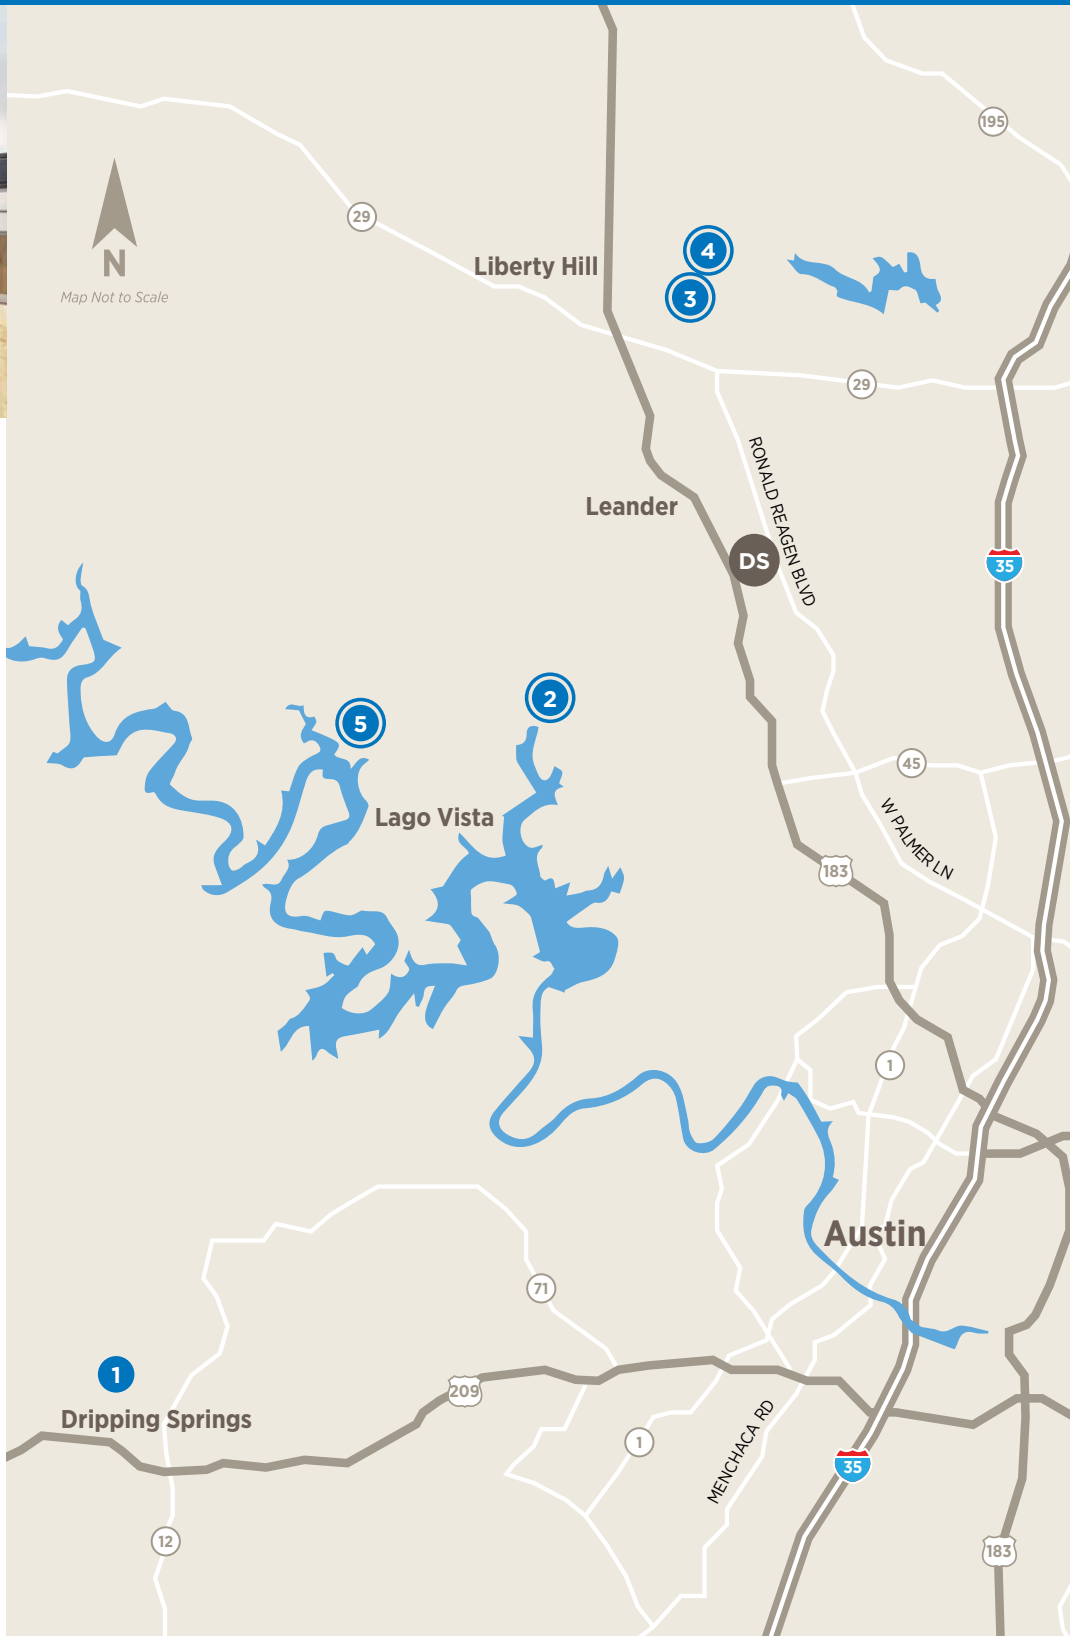 195
29
4
Liberty Hill
3
N
Map Not to Scale
29
RONALD REAGEN BLVD
Leander
DS
35
2
5
45
Lago Vista
W PALMER LN
183
1
Austin
71
1
209
Dripping Springs
MENCHACA RD
1
35
12
183